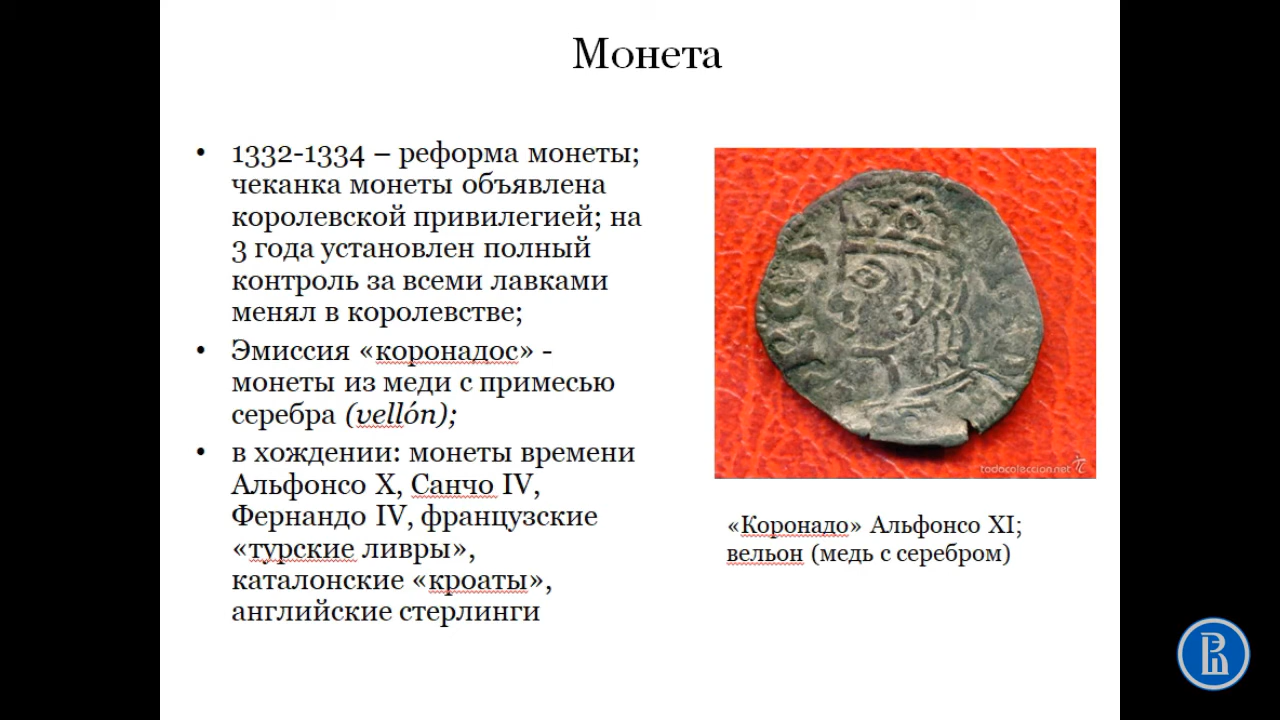 Монета
• 1332-1334 – реформа монеты;
чеканка монеты объявлена
королевской привилегией; на
3 года установлен полный
контроль за всеми лавками
менял в королевстве;
• Эмиссия «коронадос» -
монеты из меди с примесью
серебра (vellón);
• в хождении: монеты времени
Альфонсо X, Санчо IV,
Фернандо IV, французские
«турские ливры»,
каталонские «кроаты»,
английские стерлинги
todocoleccion.net
«Коронадо» Альфонсо XI;
вельон (медь с серебром)